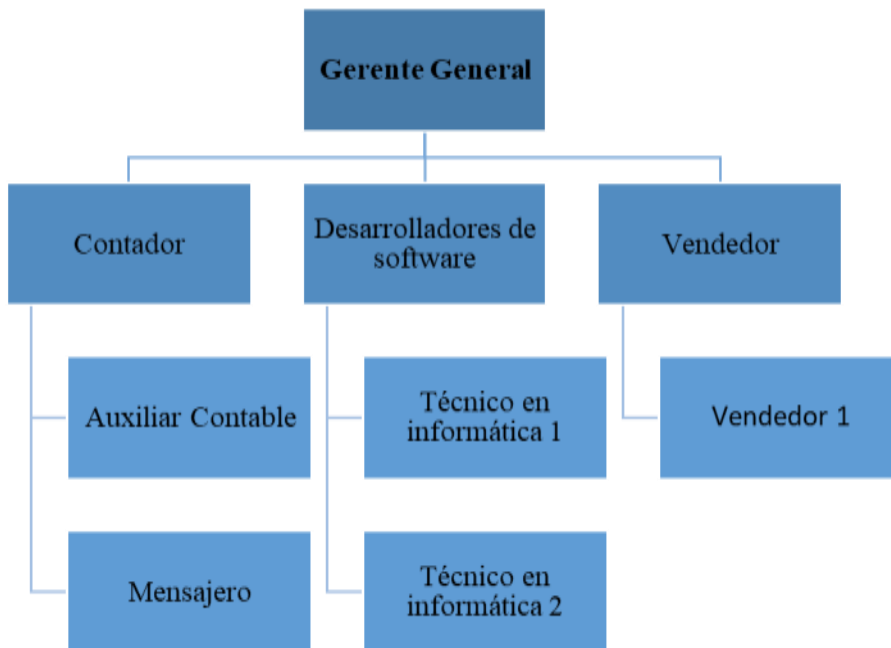 Gerente General
Contador
Desarrolladores de
software
Vendedor
Auxiliar Contable
Técnico en
informática 1
Vendedor 1
Mensajero
Técnico en
informática 2